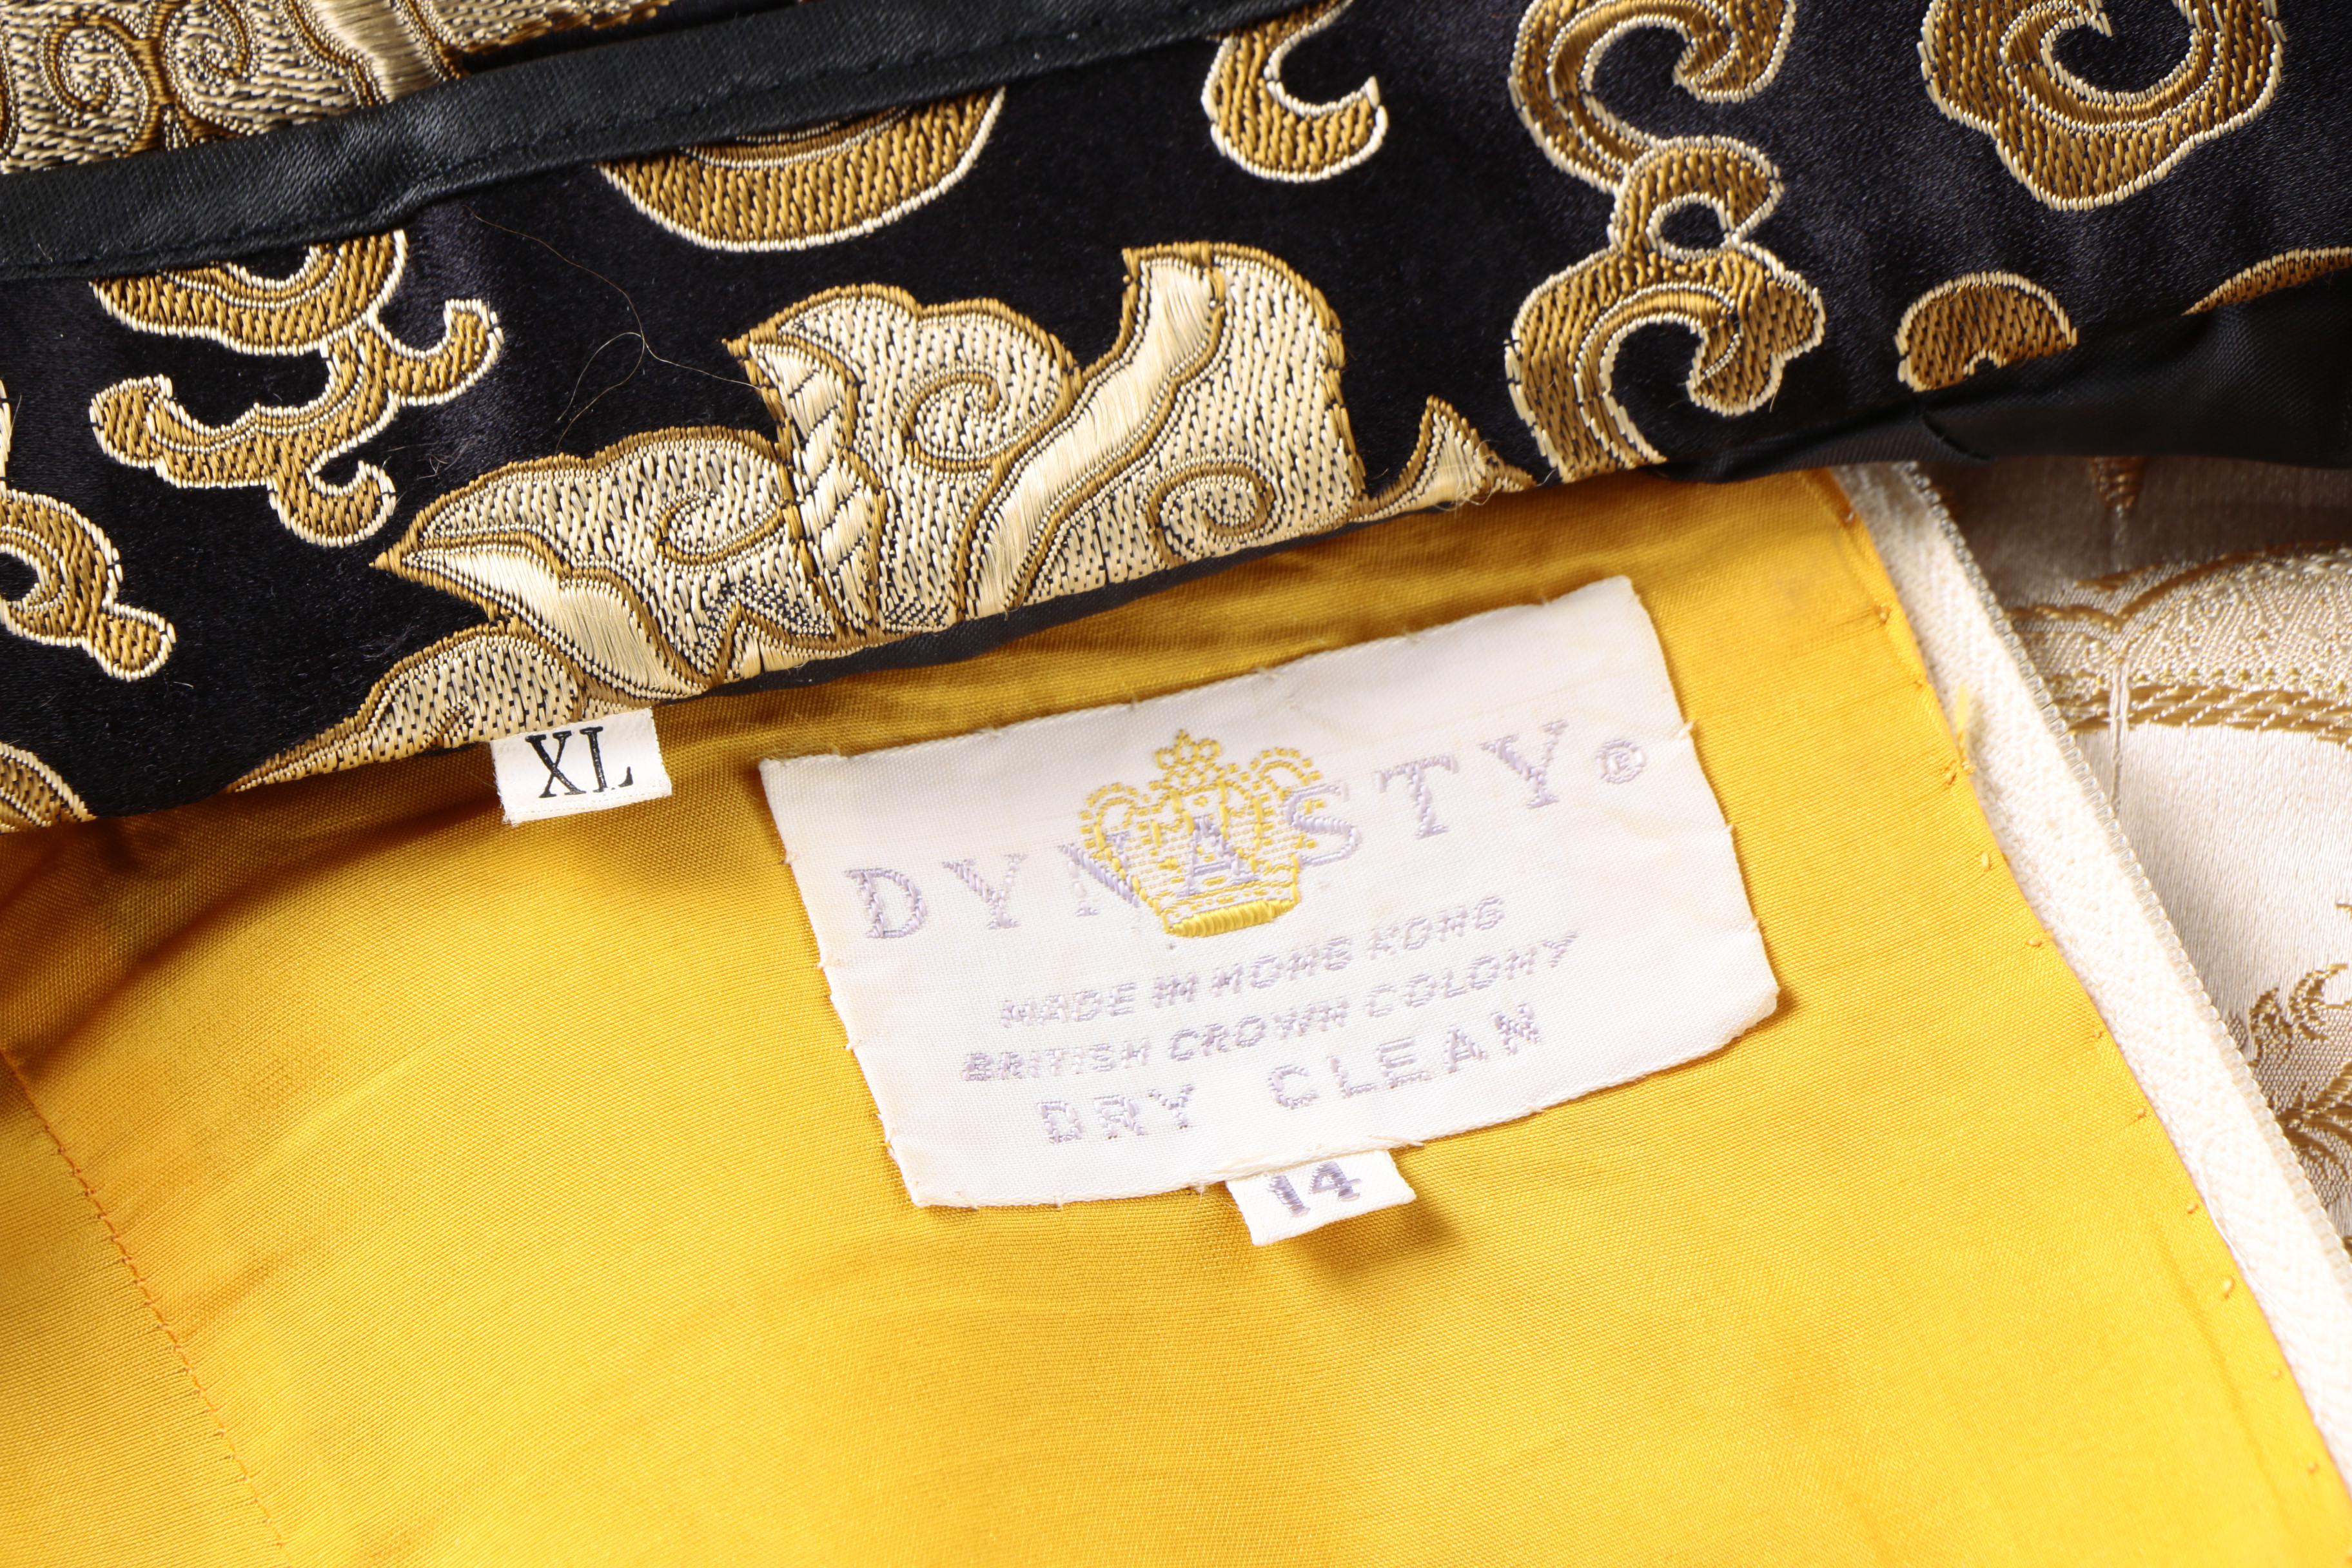 XL
DYNASTY®
MADE IN HONG KONG
BRITISH CROWN COLONY
DRY CLEAN
14